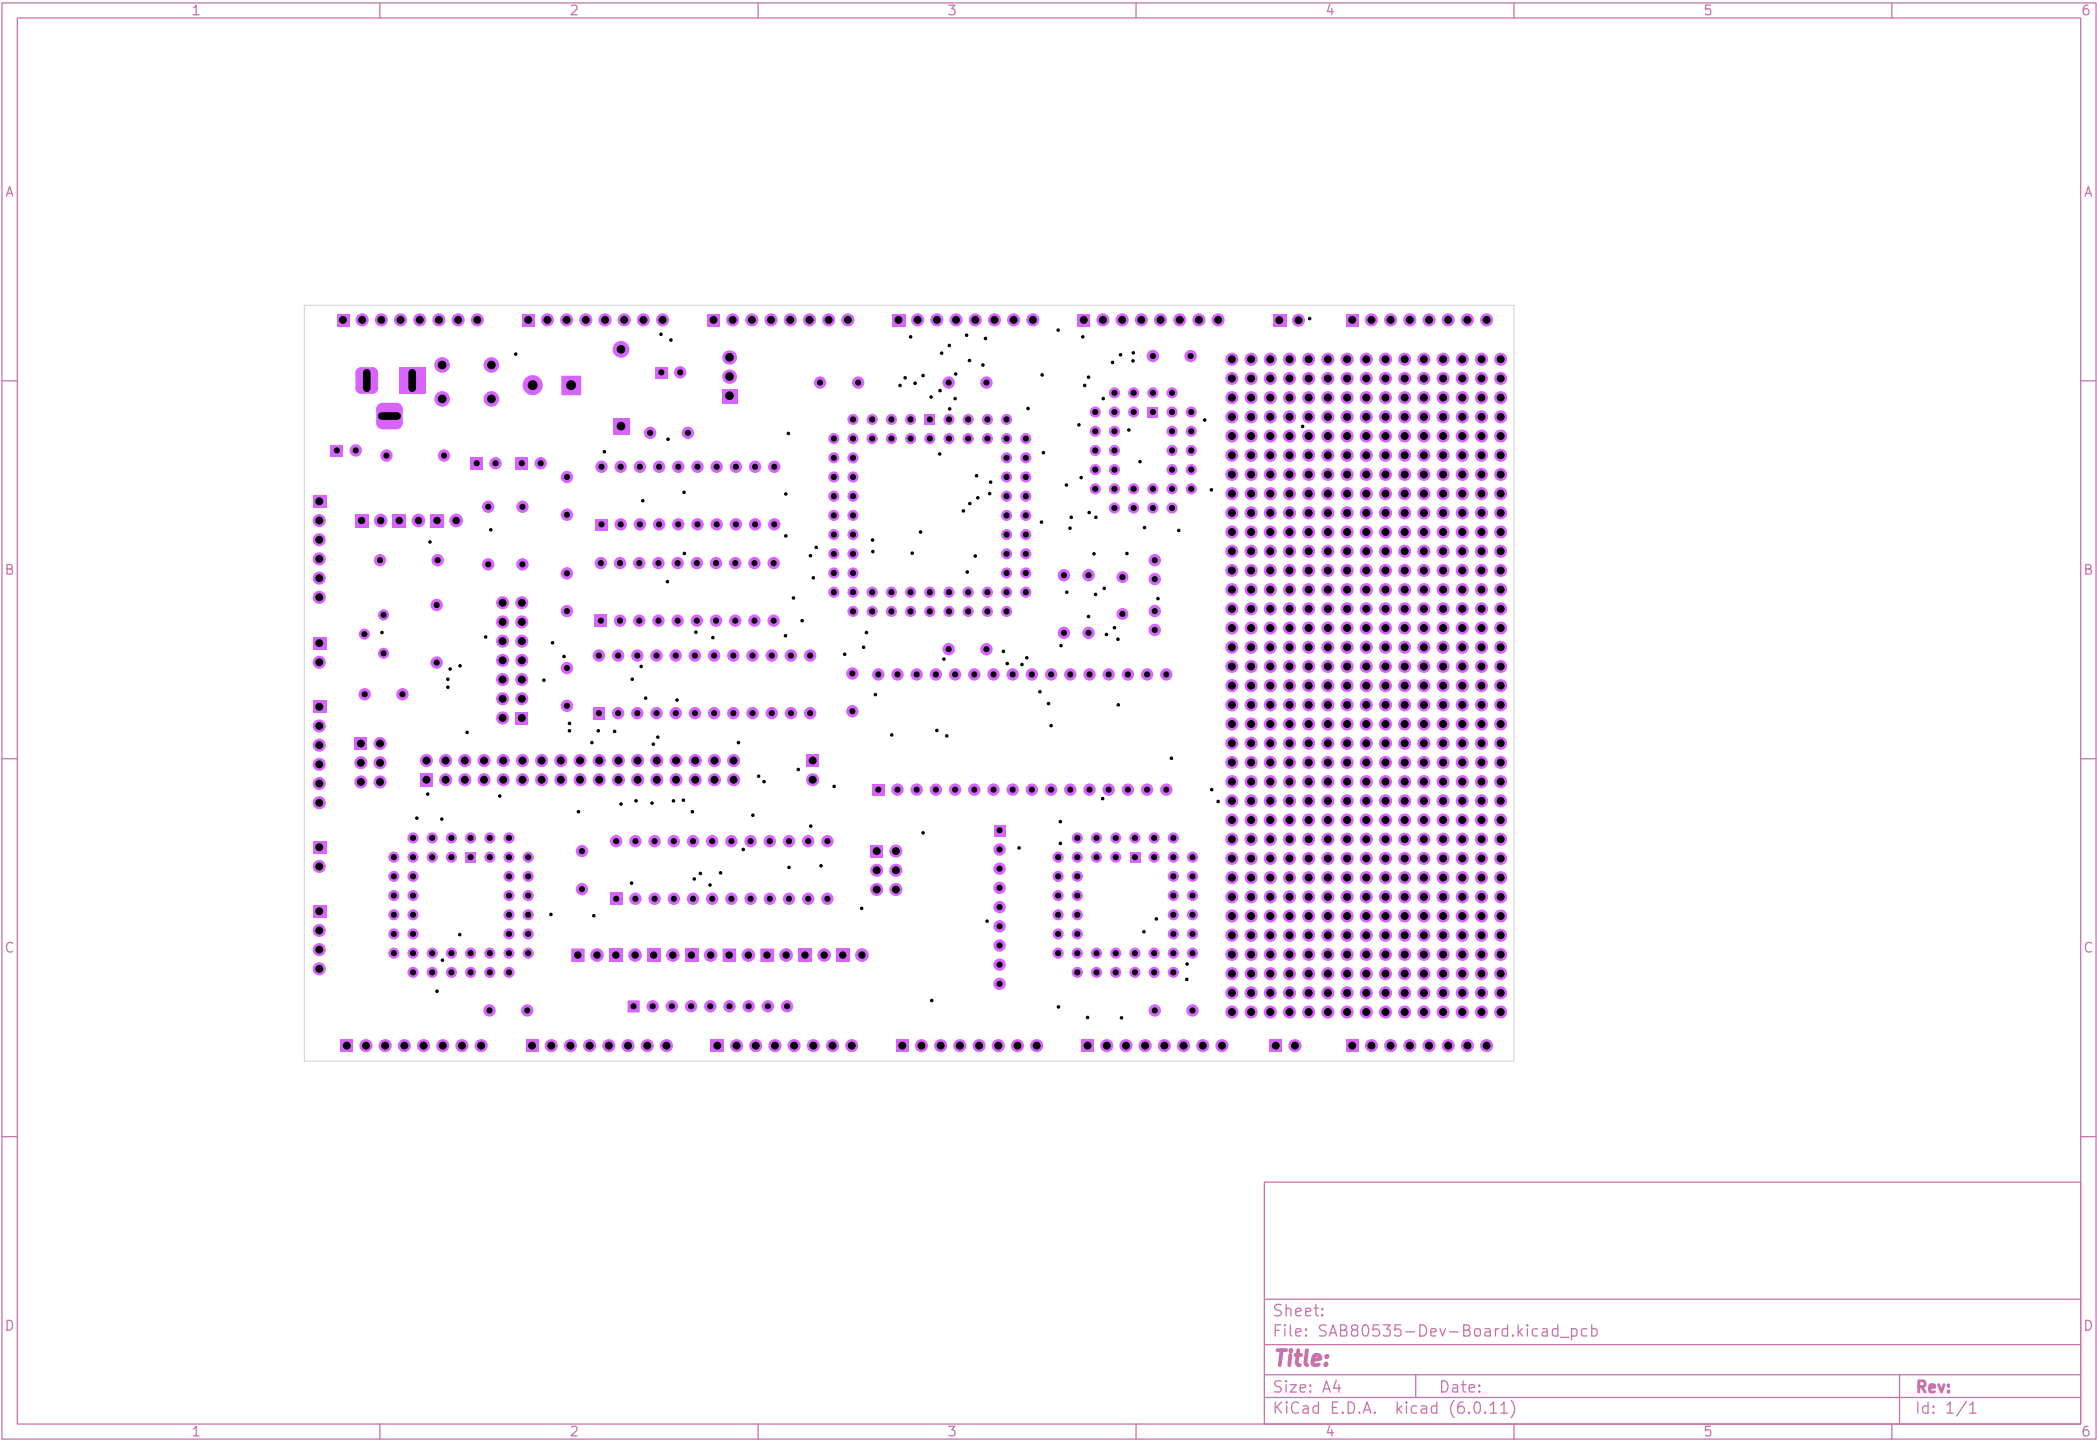 1 2 3 4 5 6
A A
B B
C C
D D
Sheet:
File: SAB80535-Dev-Board.kicad_pcb
Title:
Size: A4 Date: Rev:
KiCad E.D.A. kicad (6.0.11) Id: 1/1
1 2 3 4 5 6